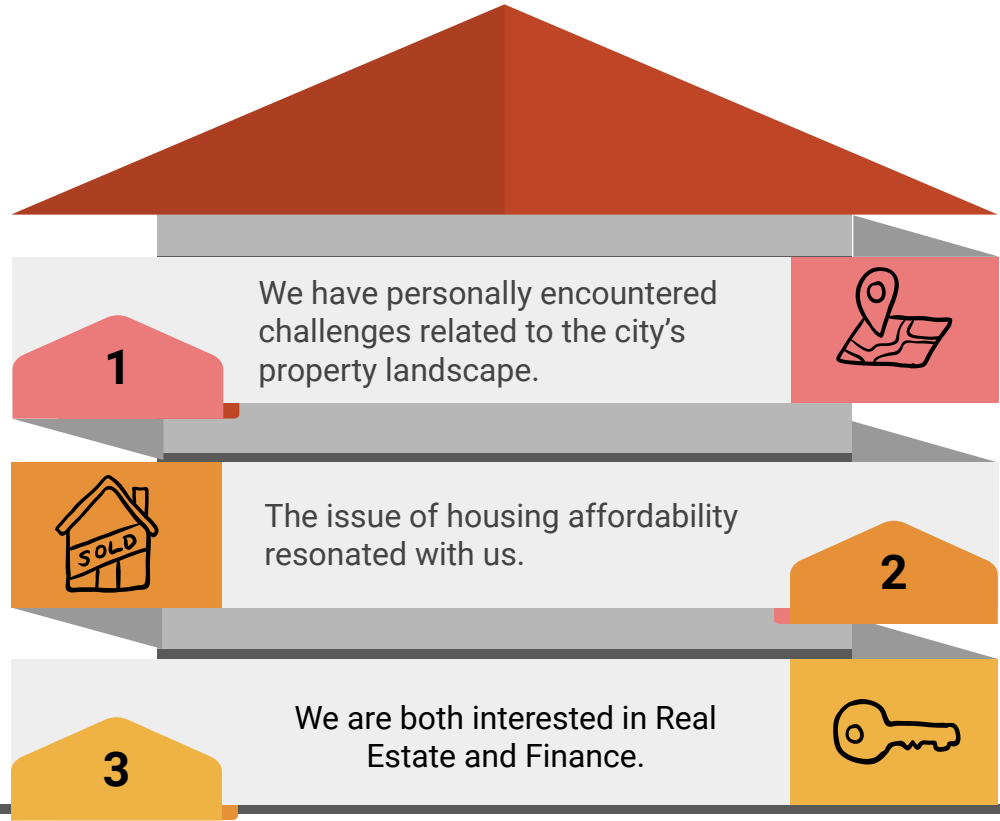 We have personally encountered
challenges related to the city's
property landscape.
1
SOLD
The issue of housing affordability
resonated with us.
2
We are both interested in Real
Estate and Finance.
3